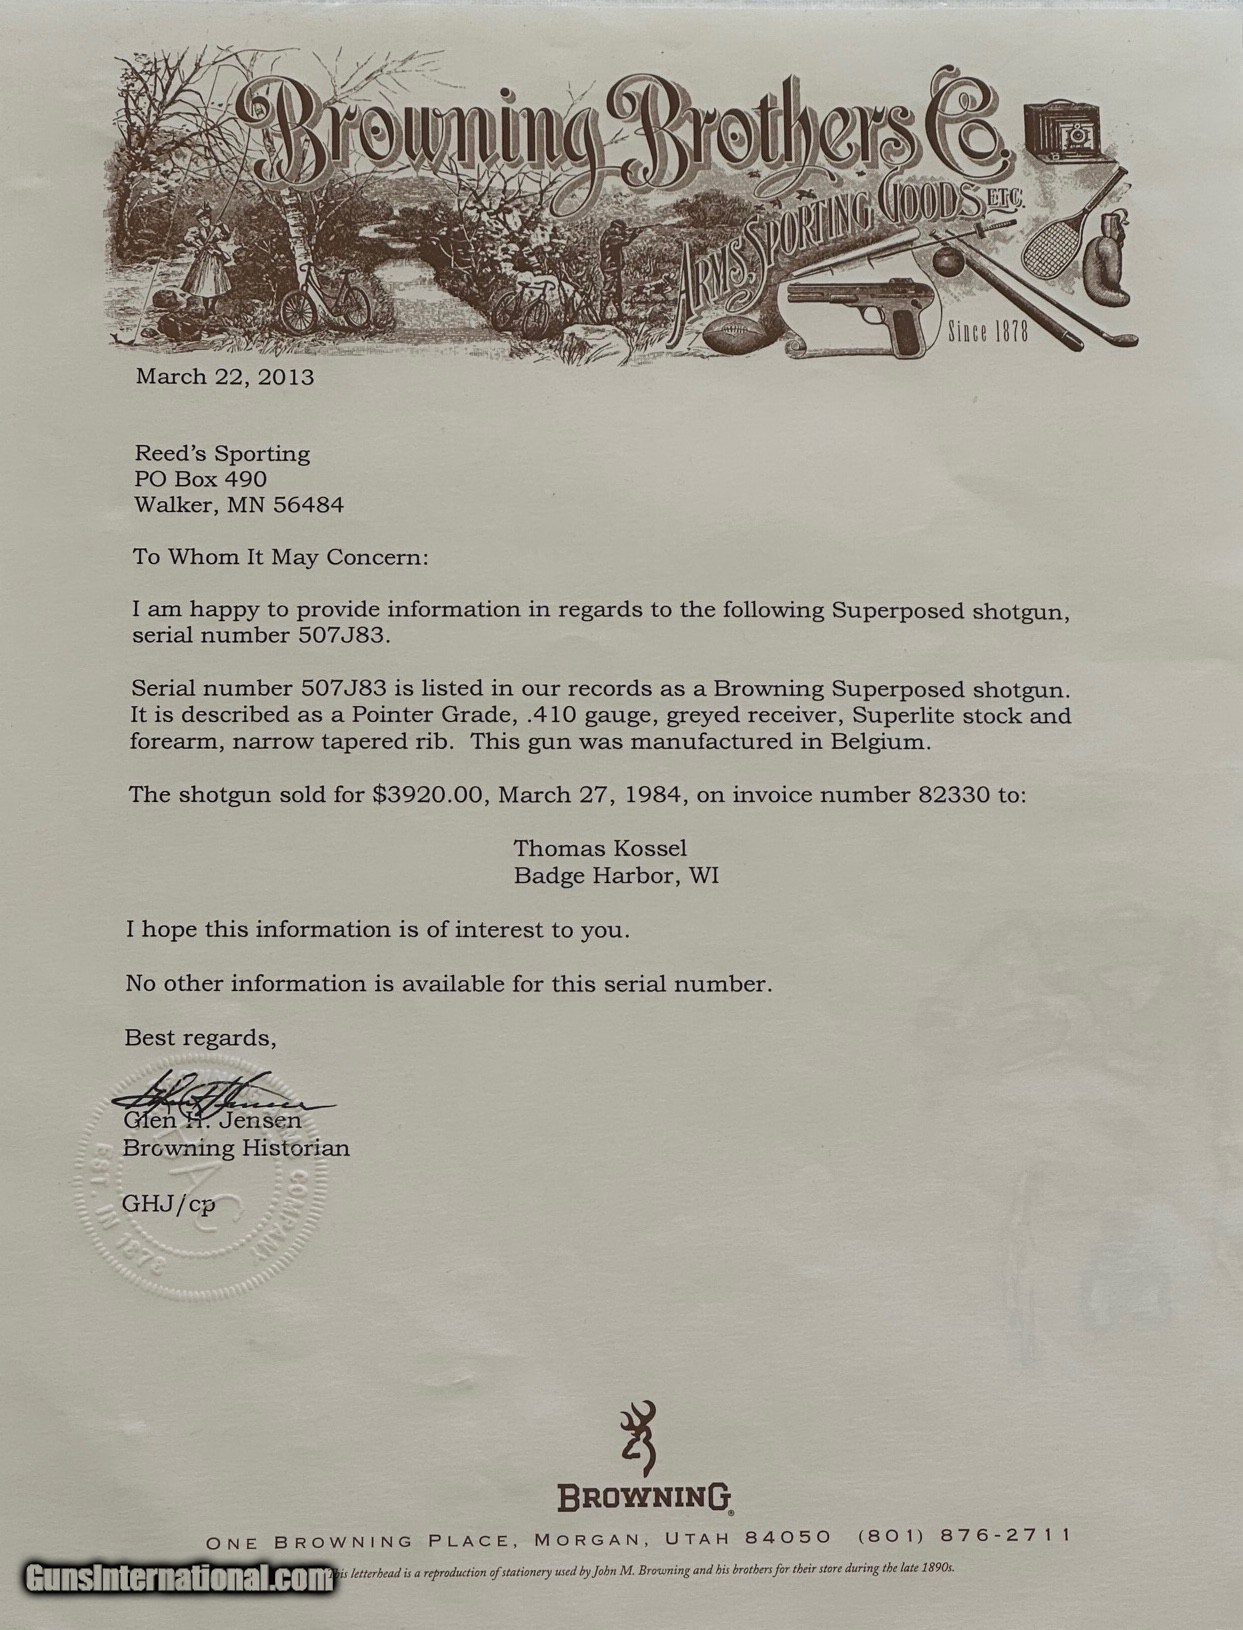 Browning Brothers Co.
Arms, Sporting Goods, Etc.
Since 1878
March 22, 2013
Reed's Sporting
PO Box 490
Walker, MN 56484
To Whom It May Concern:
I am happy to provide information in regards to the following Superposed shotgun,
serial number 507J83.
Serial number 507J83 is listed in our records as a Browning Superposed shotgun.
It is described as a Pointer Grade, .410 gauge, greyed receiver, Superlite stock and
forearm, narrow tapered rib.  This gun was manufactured in Belgium.
The shotgun sold for $3920.00, March 27, 1984, on invoice number 82330 to:
Thomas Kossel
Badge Harbor, WI
I hope this information is of interest to you.
No other information is available for this serial number.
Best regards,
Glen H. Jensen
Browning Historian
GHJ/cp
COMPANY
EST. IN 1878
BAC
BROWNING®
ONE BROWNING PLACE, MORGAN, UTAH 84050 (801) 876-2711
letterhead is a reproduction of stationery used by John M. Browning and his brothers for their store during the late 1890s.
GunsInternational.com